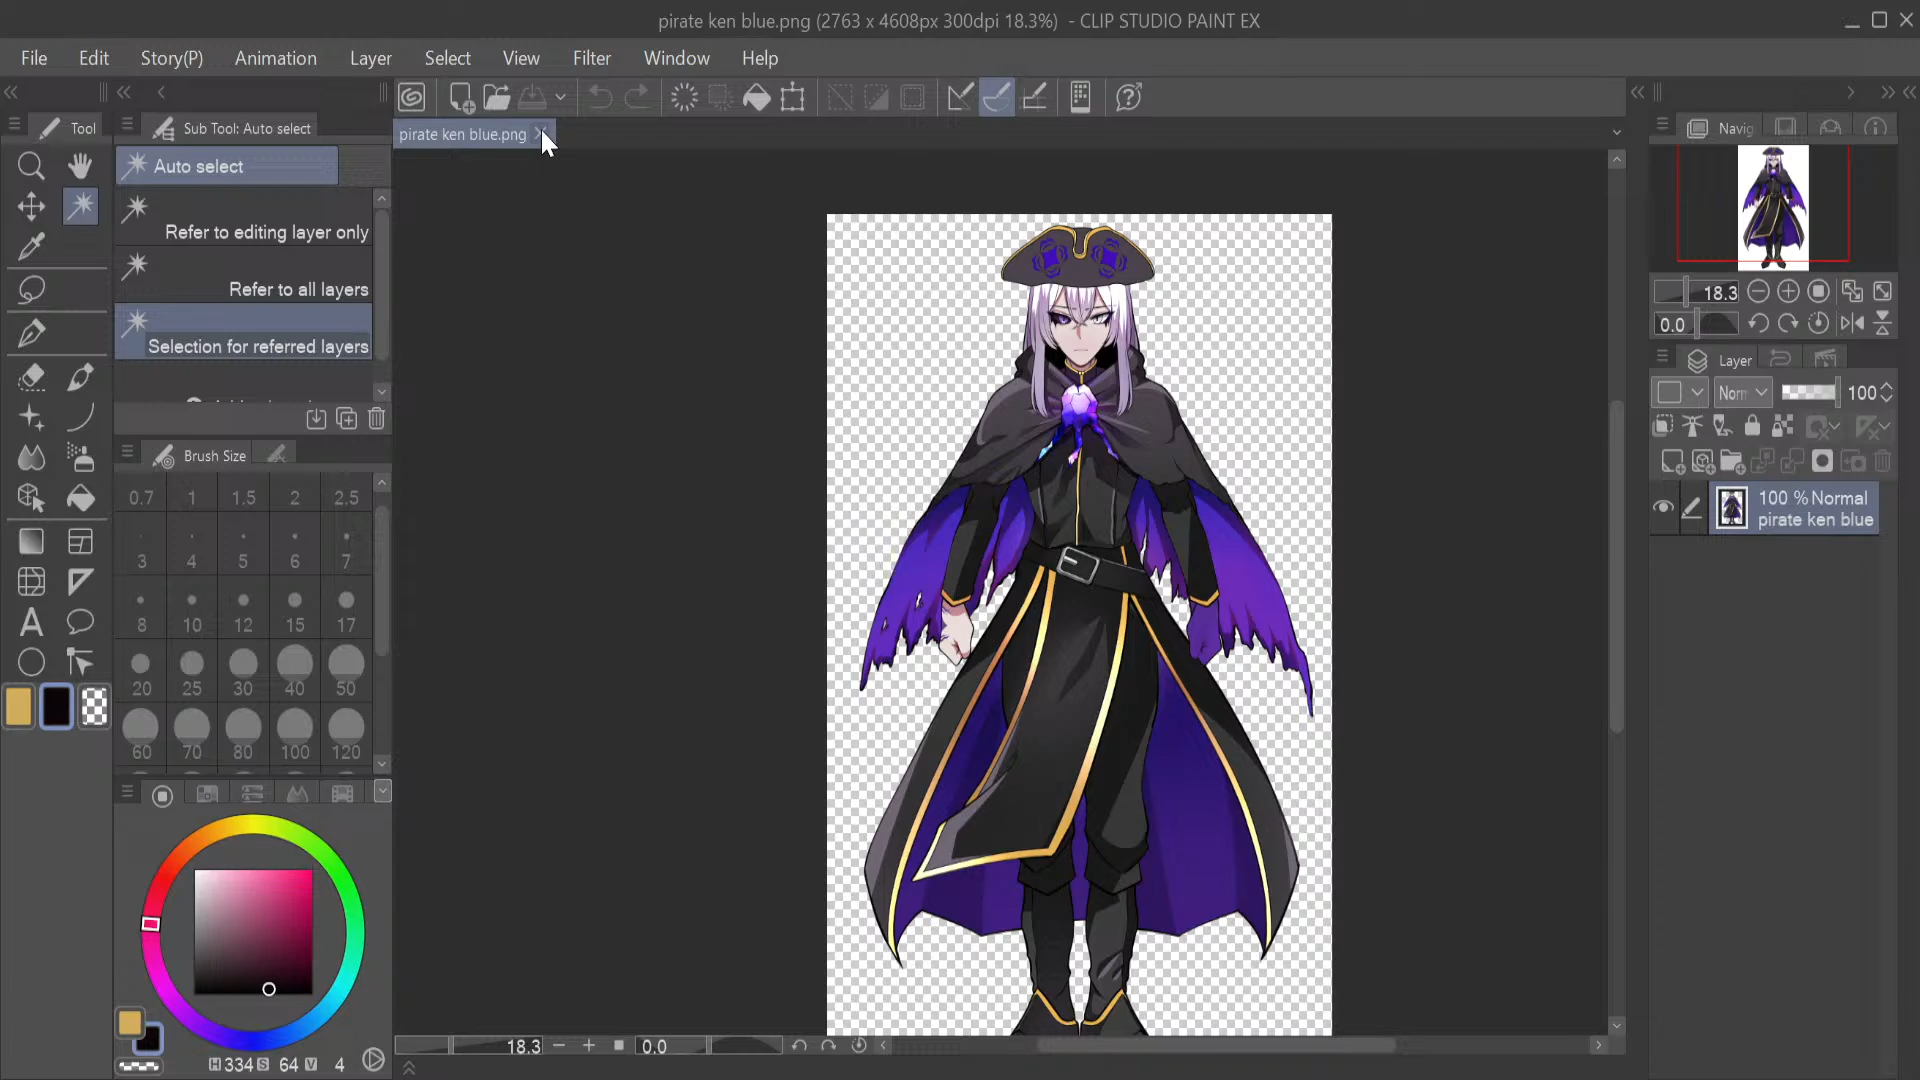 pirate ken blue.png (2763 x 4608px 300dpi 18.3%)  - CLIP STUDIO PAINT EX
File Edit Story(P) Animation Layer Select View Filter Window Help
Tool
Sub Tool: Auto select
pirate ken blue.png
Navig
Auto select
Refer to editing layer only
Refer to all layers
Selection for referred layers
18.3
0.0
Layer
Norr
100
100 % Normal
pirate ken blue
Brush Size
0.7 1 1.5 2 2.5
3 4 5 6 7
8 10 12 15 17
20 25 30 40 50
60 70 80 100 120
H 334 S 64 V 4
18.3
0.0